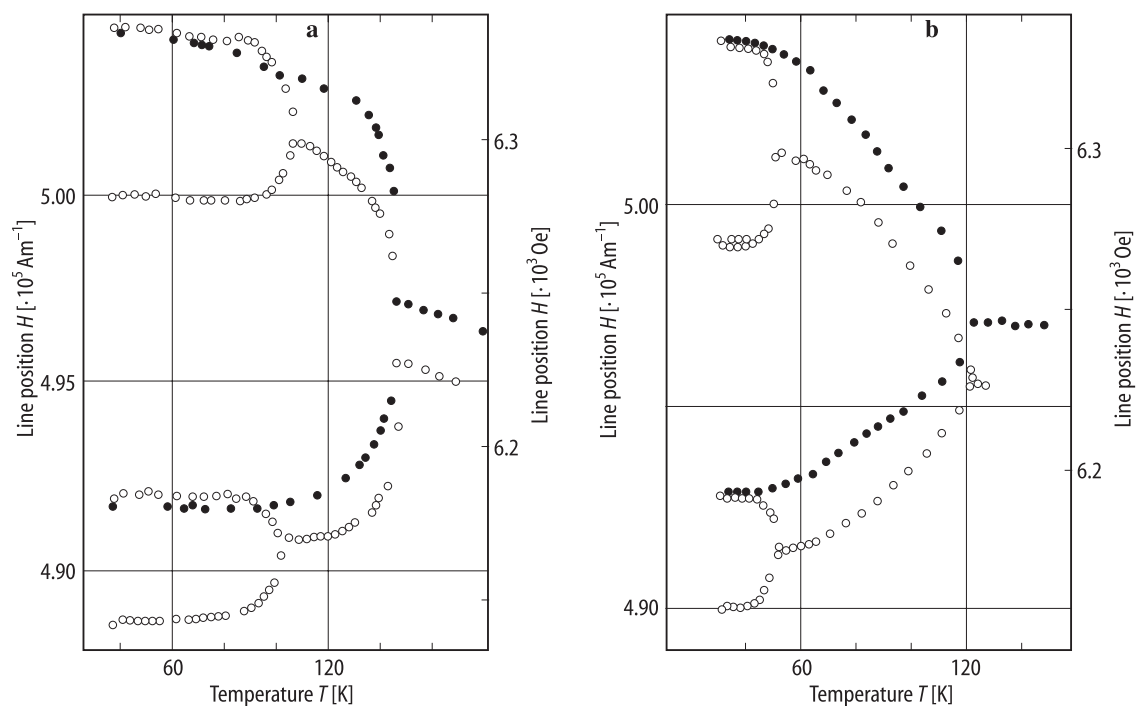 a
6.3
5.00
Line position H [·10⁵ Am⁻¹]
Line position H [·10³ Oe]
4.95
6.2
4.90
60
120
Temperature T [K]
b
6.3
5.00
Line position H [·10⁵ Am⁻¹]
Line position H [·10³ Oe]
6.2
4.90
60
120
Temperature T [K]